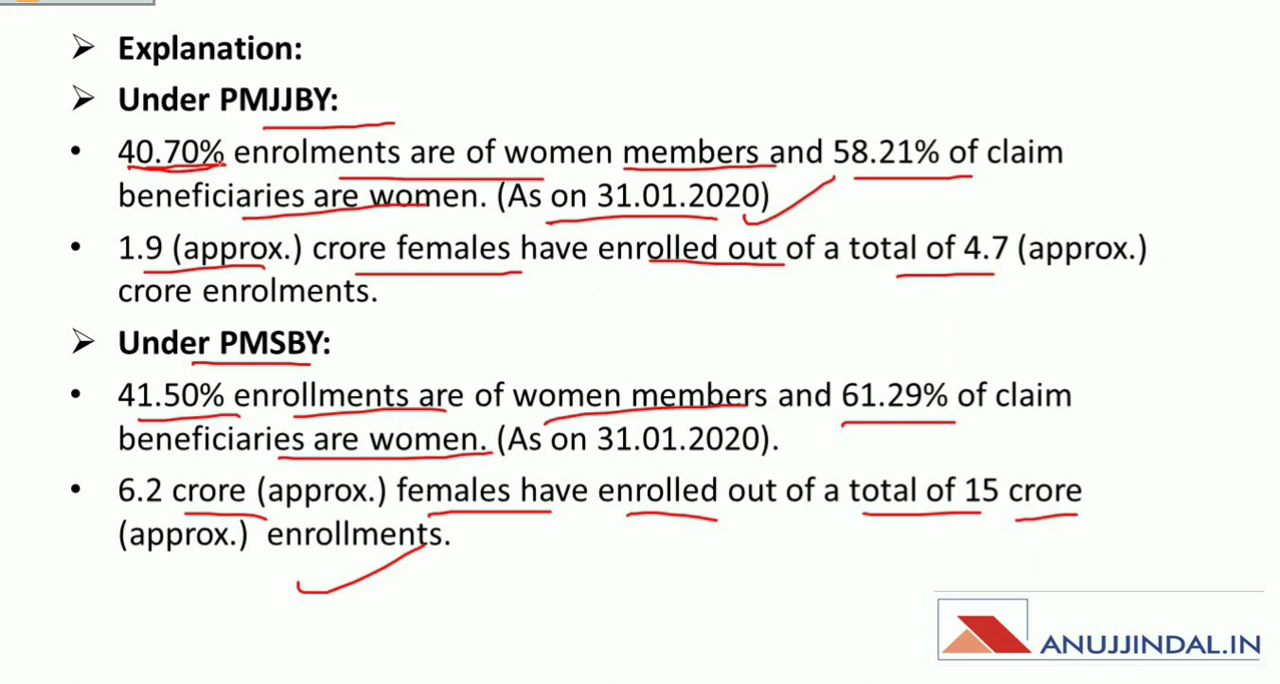 Explanation:
Under PMJJBY:
40.70% enrolments are of women members and 58.21% of claim
beneficiaries are women. (As on 31.01.2020)
1.9 (approx.) crore females have enrolled out of a total of 4.7 (approx.)
crore enrolments.
Under PMSBY:
41.50% enrollments are of women members and 61.29% of claim
beneficiaries are women. (As on 31.01.2020).
6.2 crore (approx.) females have enrolled out of a total of 15 crore
(approx.) enrollments.
ANUJJINDAL.IN